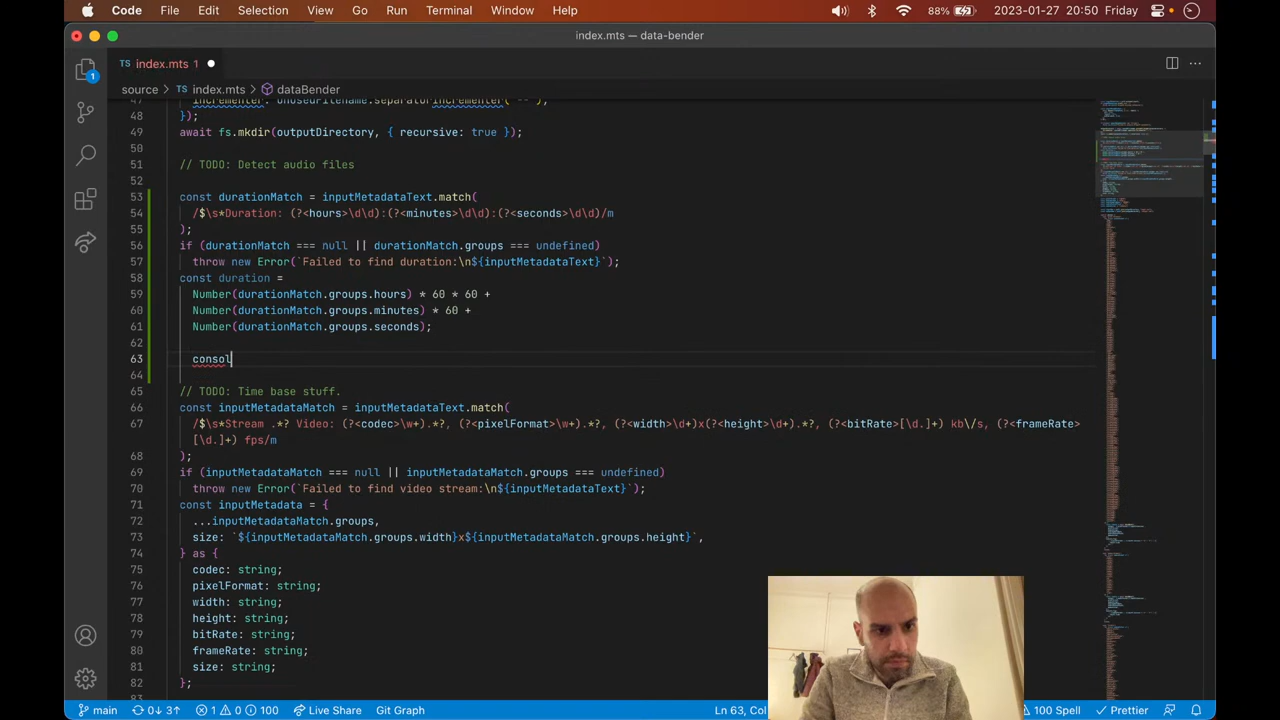 Code File Edit Selection View Go Run Terminal Window Help 88% 2023-01-27 20:50 Friday
index.mts — data-bender
TS index.mts 1
source TS index.mts dataBender
47 incrementer: unusedFilename.separatorIncrementer("--"),
48 });
49 await fs.mkdir(outputDirectory, { recursive: true });
50
51 // TODO: Detect audio files
52
53 const durationMatch = inputMetadataText.match(
54 /$\s*Duration: (?<hours>\d\d):(?<minutes>\d\d):(?<seconds>\d\d)/m
55 );
56 if (durationMatch === null || durationMatch.groups === undefined)
57 throw new Error(`Failed to find duration:\n${inputMetadataText}`);
58 const duration =
59 Number(durationMatch.groups.hours) * 60 * 60 +
60 Number(durationMatch.groups.minutes) * 60 +
61 Number(durationMatch.groups.seconds);
62
63 consol
64
65 // TODO: Time base stuff.
66 const inputMetadataMatch = inputMetadataText.match(
67 /$\s*Stream .*? Video: (?<codec>\w+).*?, (?<pixelFormat>\w+).*?, (?<width>\d+)x(?<height>\d+).*?, (?<bitRate>[\d.]+) kb\/s, (?<frameRate>
[\d.]+) fps/m
68 );
69 if (inputMetadataMatch === null || inputMetadataMatch.groups === undefined)
70 throw new Error(`Failed to find video stream:\n${inputMetadataText}`);
71 const inputMetadata = {
72 ...inputMetadataMatch.groups,
73 size: `${inputMetadataMatch.groups.width}x${inputMetadataMatch.groups.height}`,
74 } as {
75 codec: string;
76 pixelFormat: string;
77 width: string;
78 height: string;
79 bitRate: string;
80 frameRate: string;
81 size: string;
82 };
83
main 0↓ 3↑ 1 0 100 Live Share Git Graph Ln 63, Col 100 Spell Prettier